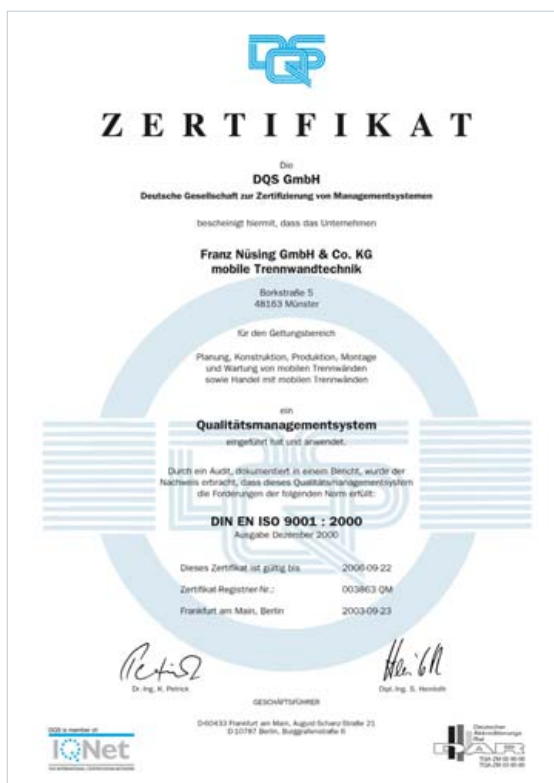 DQS
ZERTIFIKAT
Die
DQS GmbH
Deutsche Gesellschaft zur Zertifizierung von Managementsystemen
bescheinigt hiermit, dass das Unternehmen
Franz Nüsing GmbH & Co. KG
mobile Trennwandtechnik
Borkstraße 5
48163 Münster
für den Geltungsbereich
Planung, Konstruktion, Produktion, Montage
und Wartung von mobilen Trennwänden
sowie Handel mit mobilen Trennwänden
ein
Qualitätsmanagementsystem
eingeführt hat und anwendet.
Durch ein Audit, dokumentiert in einem Bericht, wurde der
Nachweis erbracht, dass dieses Qualitätsmanagementsystem
die Forderungen der folgenden Norm erfüllt:
DIN EN ISO 9001 : 2000
Ausgabe Dezember 2000
Dieses Zertifikat ist gültig bis 2006-09-22
Zertifikat-Registrier-Nr.: 003863 QM
Frankfurt am Main, Berlin 2003-09-23
Dr.-Ing. K. Petrick
Dipl.-Ing. S. Heinloth
GESCHÄFTSFÜHRER
D-60433 Frankfurt am Main, August-Schanz-Straße 21
D-10787 Berlin, Burggrafenstraße 6
DQS is member of:
IQNet
THE INTERNATIONAL CERTIFICATION NETWORK
Deutscher
Akkreditierungs
Rat
DAR